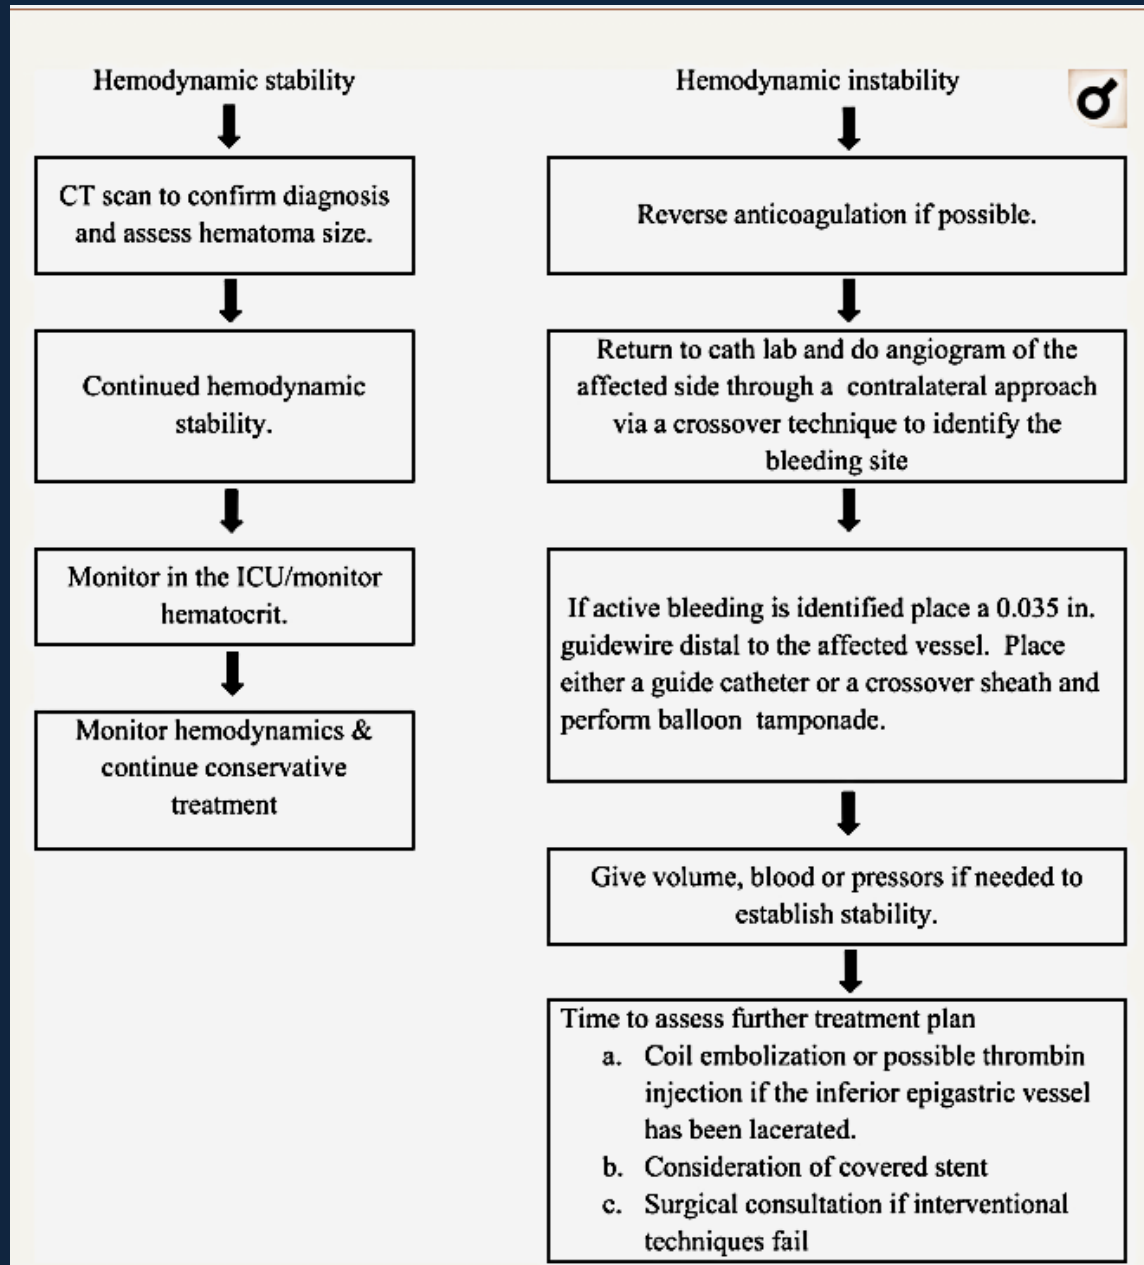 Hemodynamic stability
CT scan to confirm diagnosis
and assess hematoma size.
Continued hemodynamic
stability.
Monitor in the ICU/monitor
hematocrit.
Monitor hemodynamics &
continue conservative
treatment
Hemodynamic instability
Reverse anticoagulation if possible.
Return to cath lab and do angiogram of the
affected side through a contralateral approach
via a crossover technique to identify the
bleeding site
If active bleeding is identified place a 0.035 in.
guidewire distal to the affected vessel. Place
either a guide catheter or a crossover sheath and
perform balloon tamponade.
Give volume, blood or pressors if needed to
establish stability.
Time to assess further treatment plan
a. Coil embolization or possible thrombin
injection if the inferior epigastric vessel
has been lacerated.
b. Consideration of covered stent
c. Surgical consultation if interventional
techniques fail